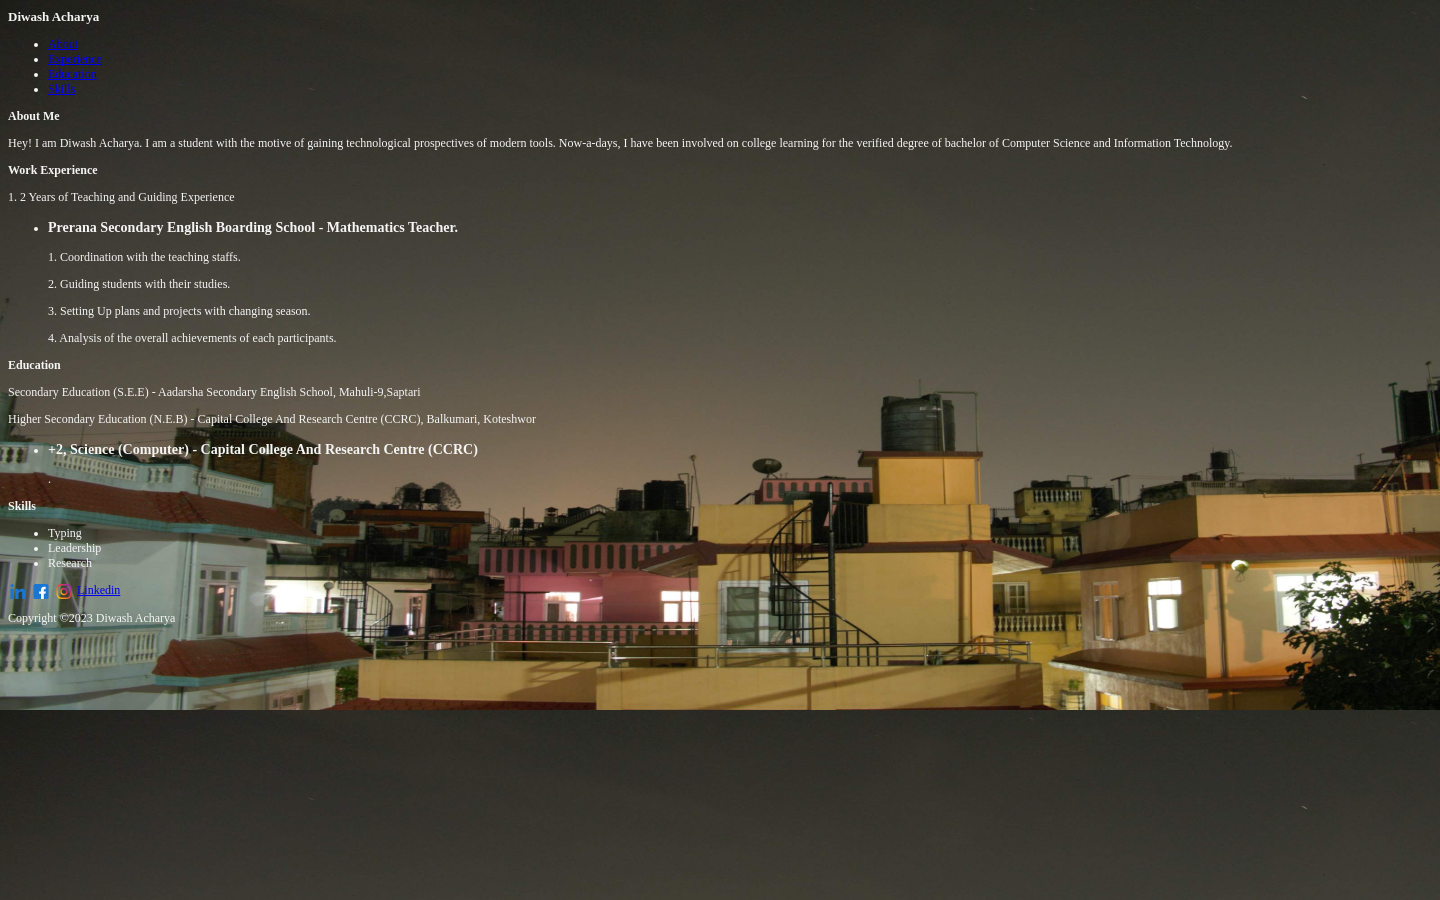 Diwash Acharya
About
Experience
Education
Skills
About Me
Hey! I am Diwash Acharya. I am a student with the motive of gaining technological prospectives of modern tools. Now-a-days, I have been involved on college learning for the verified degree of bachelor of Computer Science and Information Technology.
Work Experience
1. 2 Years of Teaching and Guiding Experience
Prerana Secondary English Boarding School - Mathematics Teacher.
1. Coordination with the teaching staffs.
2. Guiding students with their studies.
3. Setting Up plans and projects with changing season.
4. Analysis of the overall achievements of each participants.
Education
Secondary Education (S.E.E) - Aadarsha Secondary English School, Mahuli-9,Saptari
Higher Secondary Education (N.E.B) - Capital College And Research Centre (CCRC), Balkumari, Koteshwor
+2, Science (Computer) - Capital College And Research Centre (CCRC)
.
Skills
Typing
Leadership
Research
Linkedin
Copyright ©2023 Diwash Acharya